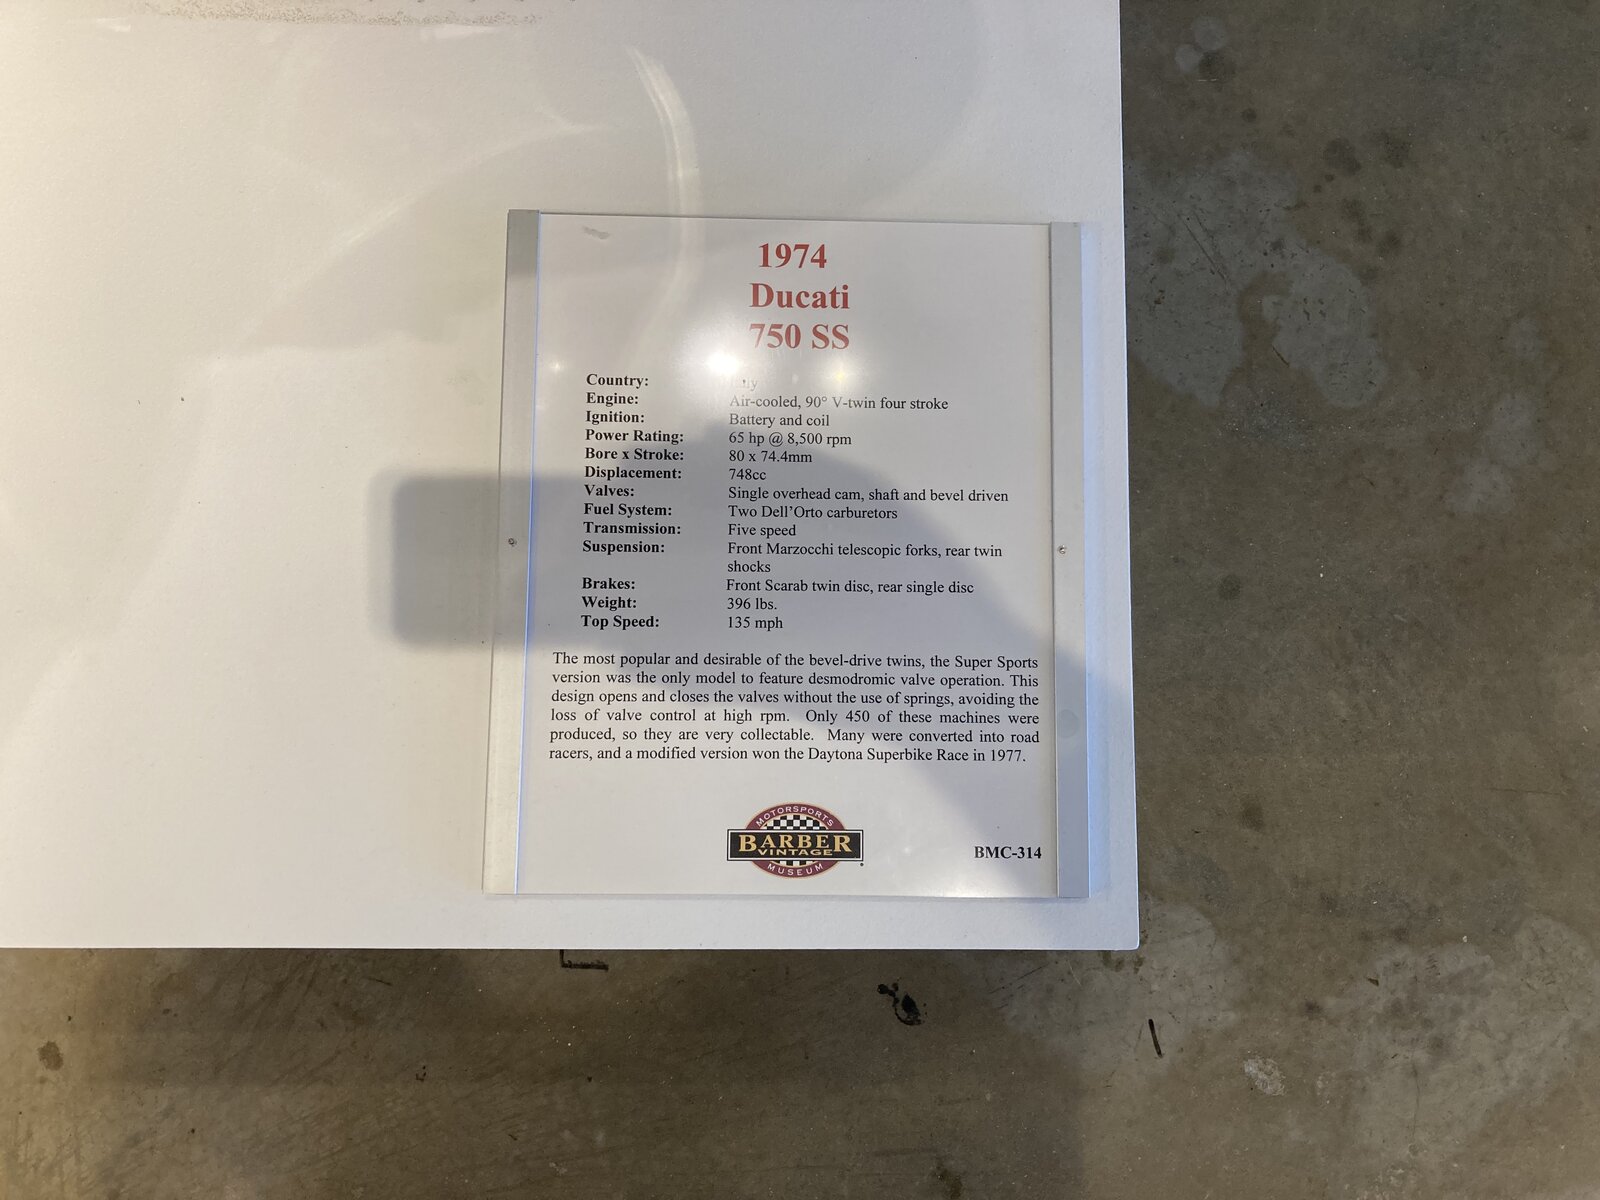 1974
Ducati
750 SS
Country:
Engine: Air-cooled, 90° V-twin four stroke
Ignition: Battery and coil
Power Rating: 65 hp @ 8,500 rpm
Bore x Stroke: 80 x 74.4mm
Displacement: 748cc
Valves: Single overhead cam, shaft and bevel driven
Fuel System: Two Dell’Orto carburetors
Transmission: Five speed
Suspension: Front Marzocchi telescopic forks, rear twin
shocks
Brakes: Front Scarab twin disc, rear single disc
Weight: 396 lbs.
Top Speed: 135 mph
The most popular and desirable of the bevel-drive twins, the Super Sports
version was the only model to feature desmodromic valve operation. This
design opens and closes the valves without the use of springs, avoiding the
loss of valve control at high rpm. Only 450 of these machines were
produced, so they are very collectable. Many were converted into road
racers, and a modified version won the Daytona Superbike Race in 1977.
MOTORSPORTS
BARBER
VINTAGE
MUSEUM
BMC-314